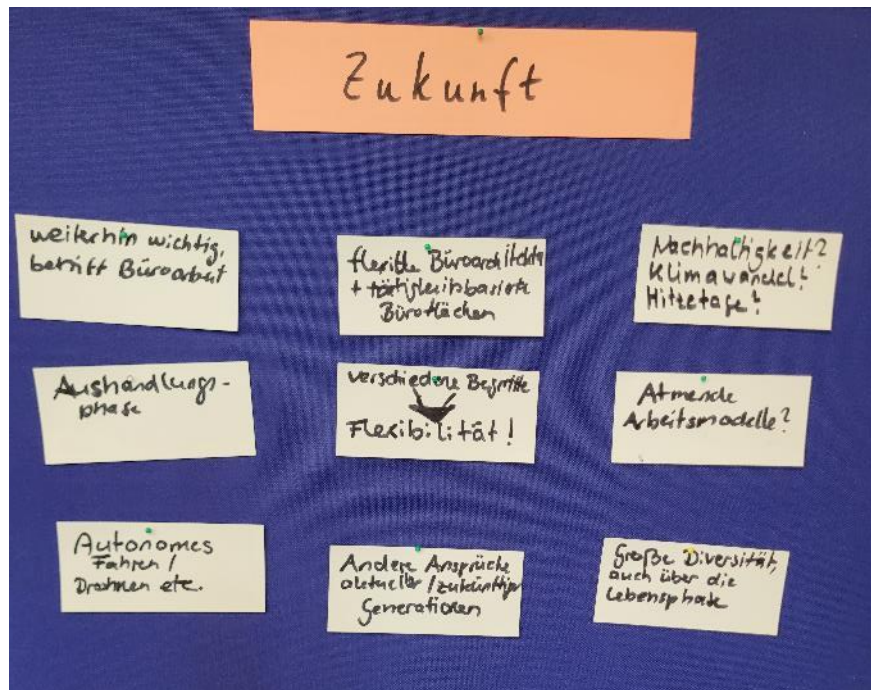 Zukunft
weiterhin wichtig,
betrifft Büroarbeit
flexible Büroarchitektur
+ tätigkeitsbasierte
Büroflächen
Nachhaltigkeit?
Klimawandel?
Hitzetage?
Aushandlungs-
phase
verschiedene Begriffe
Flexibilität!
Atmende
Arbeitsmodelle?
Autonomes
Fahren /
Drohnen etc.
Andere Ansprüche
aktueller / zukünftiger
Generationen
Große Diversität,
auch über die
Lebensphase